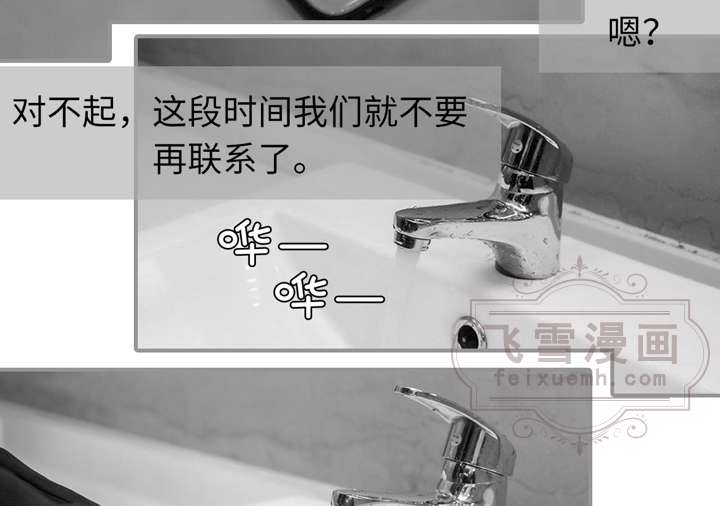 嗯？
对不起，这段时间我们就不要
再联系了。
哗—
哗—
飞雪漫画
feixuemh.com